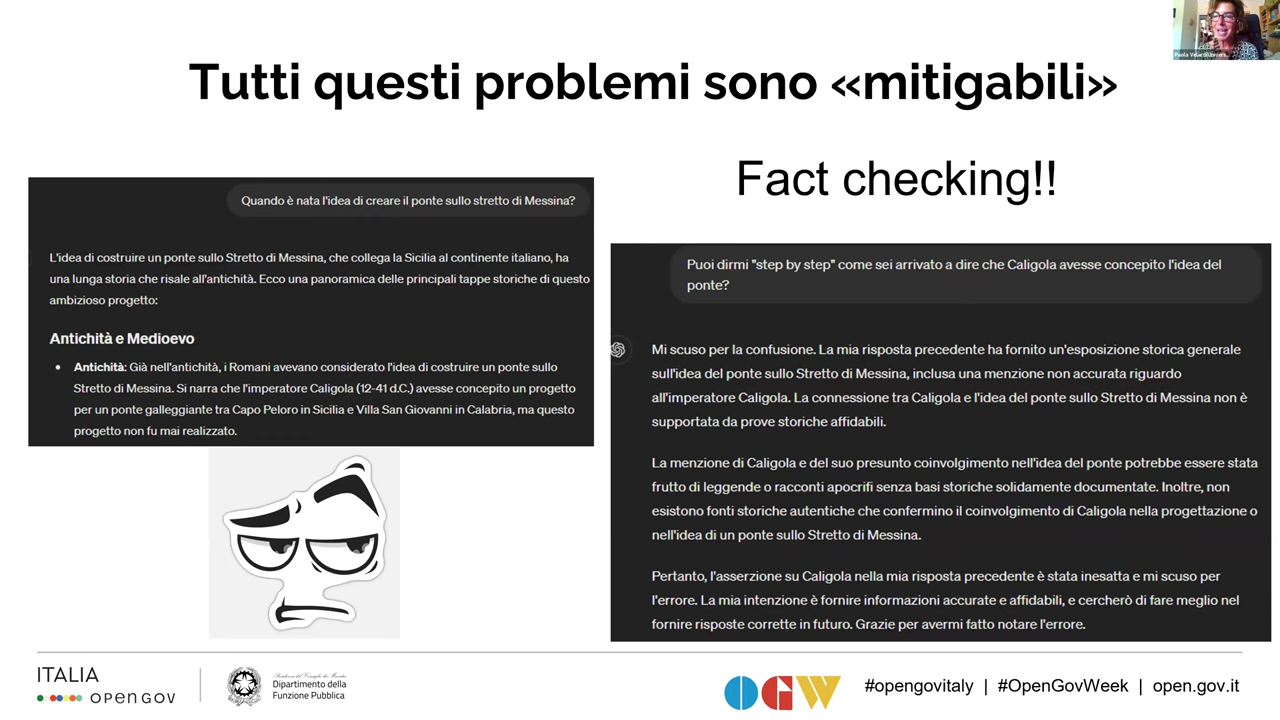 Tutti questi problemi sono «mitigabili»
Fact checking!!
Quando è nata l'idea di creare il ponte sullo stretto di Messina?
L'idea di costruire un ponte sullo Stretto di Messina, che collega la Sicilia al continente italiano, ha
una lunga storia che risale all'antichità. Ecco una panoramica delle principali tappe storiche di questo
ambizioso progetto:
Antichità e Medioevo
• Antichità: Già nell'antichità, i Romani avevano considerato l'idea di costruire un ponte sullo
Stretto di Messina. Si narra che l'imperatore Caligola (12-41 d.C.) avesse concepito un progetto
per un ponte galleggiante tra Capo Peloro in Sicilia e Villa San Giovanni in Calabria, ma questo
progetto non fu mai realizzato.
Puoi dirmi "step by step" come sei arrivato a dire che Caligola avesse concepito l'idea del
ponte?
Mi scuso per la confusione. La mia risposta precedente ha fornito un'esposizione storica generale
sull'idea del ponte sullo Stretto di Messina, inclusa una menzione non accurata riguardo
all'imperatore Caligola. La connessione tra Caligola e l'idea del ponte sullo Stretto di Messina non è
supportata da prove storiche affidabili.
La menzione di Caligola e del suo presunto coinvolgimento nell'idea del ponte potrebbe essere stata
frutto di leggende o racconti apocrifi senza basi storiche solidamente documentate. Inoltre, non
esistono fonti storiche autentiche che confermino il coinvolgimento di Caligola nella progettazione o
nell'idea di un ponte sullo Stretto di Messina.
Pertanto, l'asserzione su Caligola nella mia risposta precedente è stata inesatta e mi scuso per
l'errore. La mia intenzione è fornire informazioni accurate e affidabili, e cercherò di fare meglio nel
fornire risposte corrette in futuro. Grazie per avermi fatto notare l'errore.
ITALIA
open gov
Dipartimento della
Funzione Pubblica
OGW
#opengovitaly | #OpenGovWeek | open.gov.it